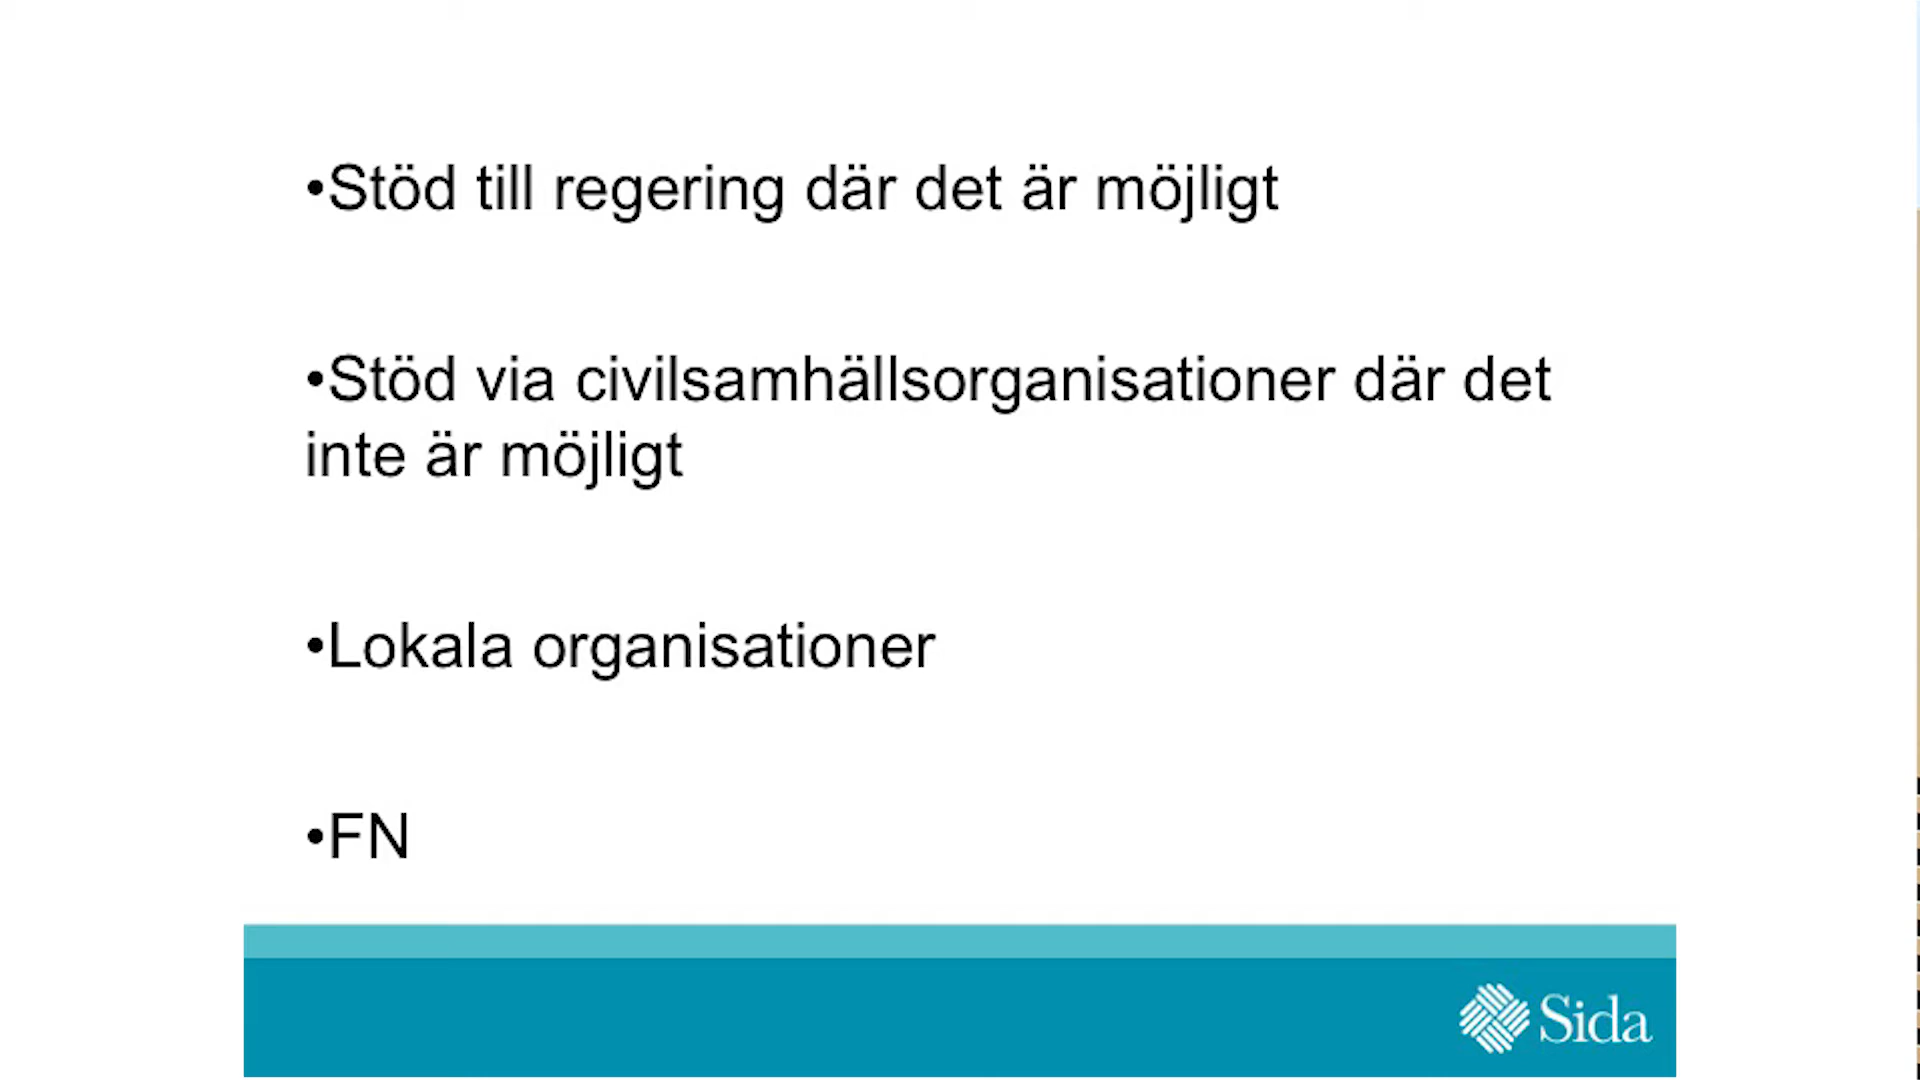 •Stöd till regering där det är möjligt
•Stöd via civilsamhällsorganisationer där det
inte är möjligt
•Lokala organisationer
•FN
Sida